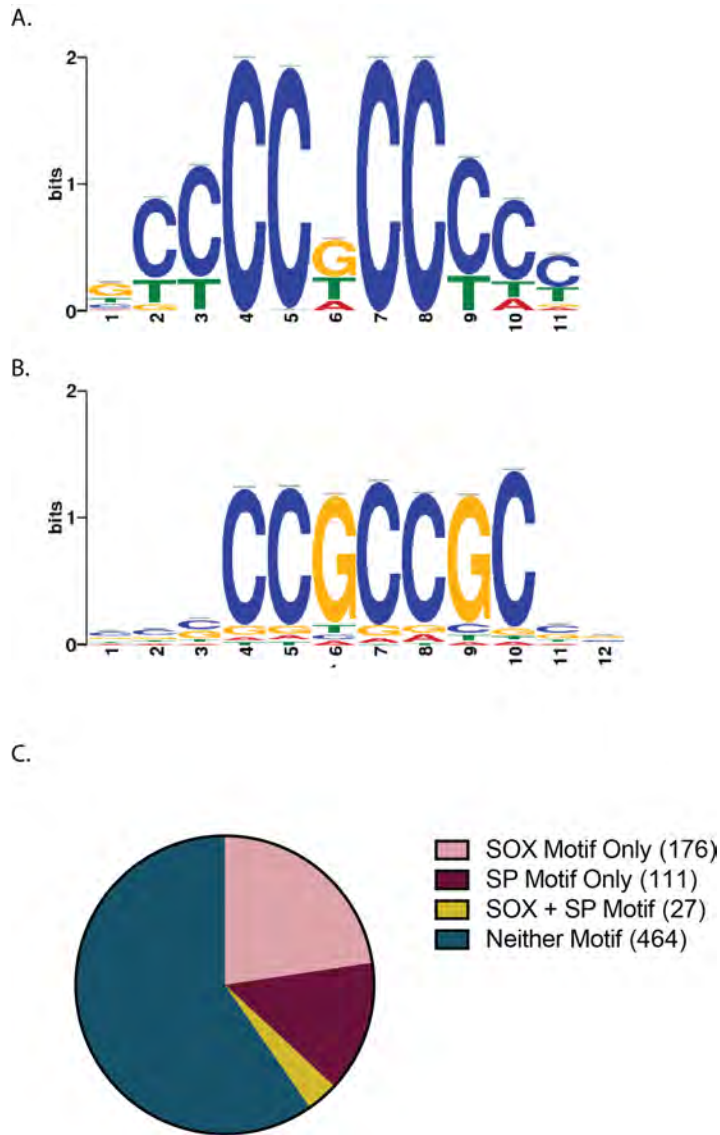 A.
2
1
0
bits
G C C C C G C C C C C
T T T T T T T T
C G A A G
A
1 2 3 4 5 6 7 8 9 10 11
B.
2
1
0
bits
C C G C C G C
1 2 3 4 5 6 7 8 9 10 11 12
C.
SOX Motif Only (176)
SP Motif Only (111)
SOX + SP Motif (27)
Neither Motif (464)